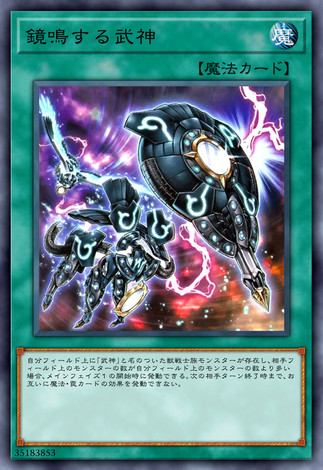 鏡鳴する武神
魔
【魔法カード】
自分フィールド上に「武神」と名のついた獣戦士族モンスターが存在し、相手フ
ィールド上のモンスターの数が自分フィールド上のモンスターの数より多い
場合、メインフェイズ１の開始時に発動できる。次の相手ターン終了時まで、お
互いに魔法・罠カードの効果を発動できない。
35183853